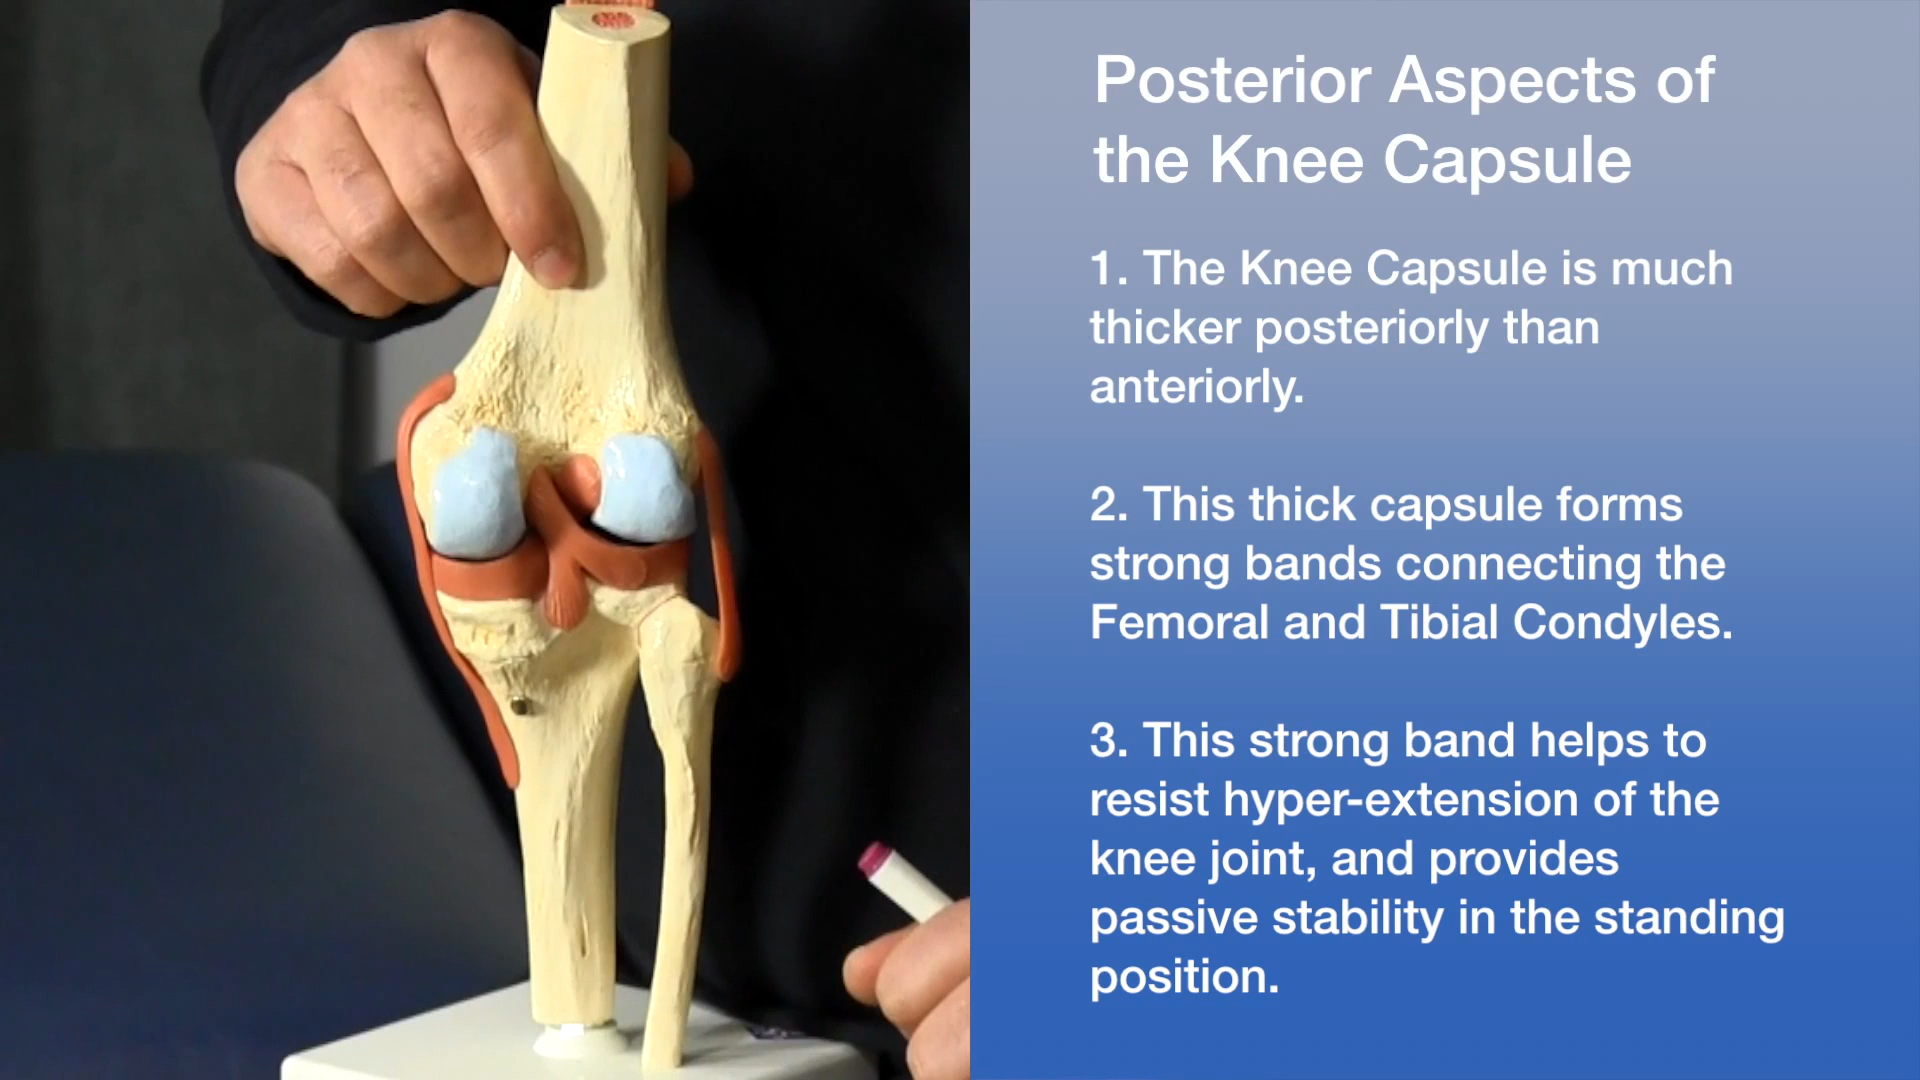 Posterior Aspects of
the Knee Capsule
1. The Knee Capsule is much
thicker posteriorly than
anteriorly.
2. This thick capsule forms
strong bands connecting the
Femoral and Tibial Condyles.
3. This strong band helps to
resist hyper-extension of the
knee joint, and provides
passive stability in the standing
position.